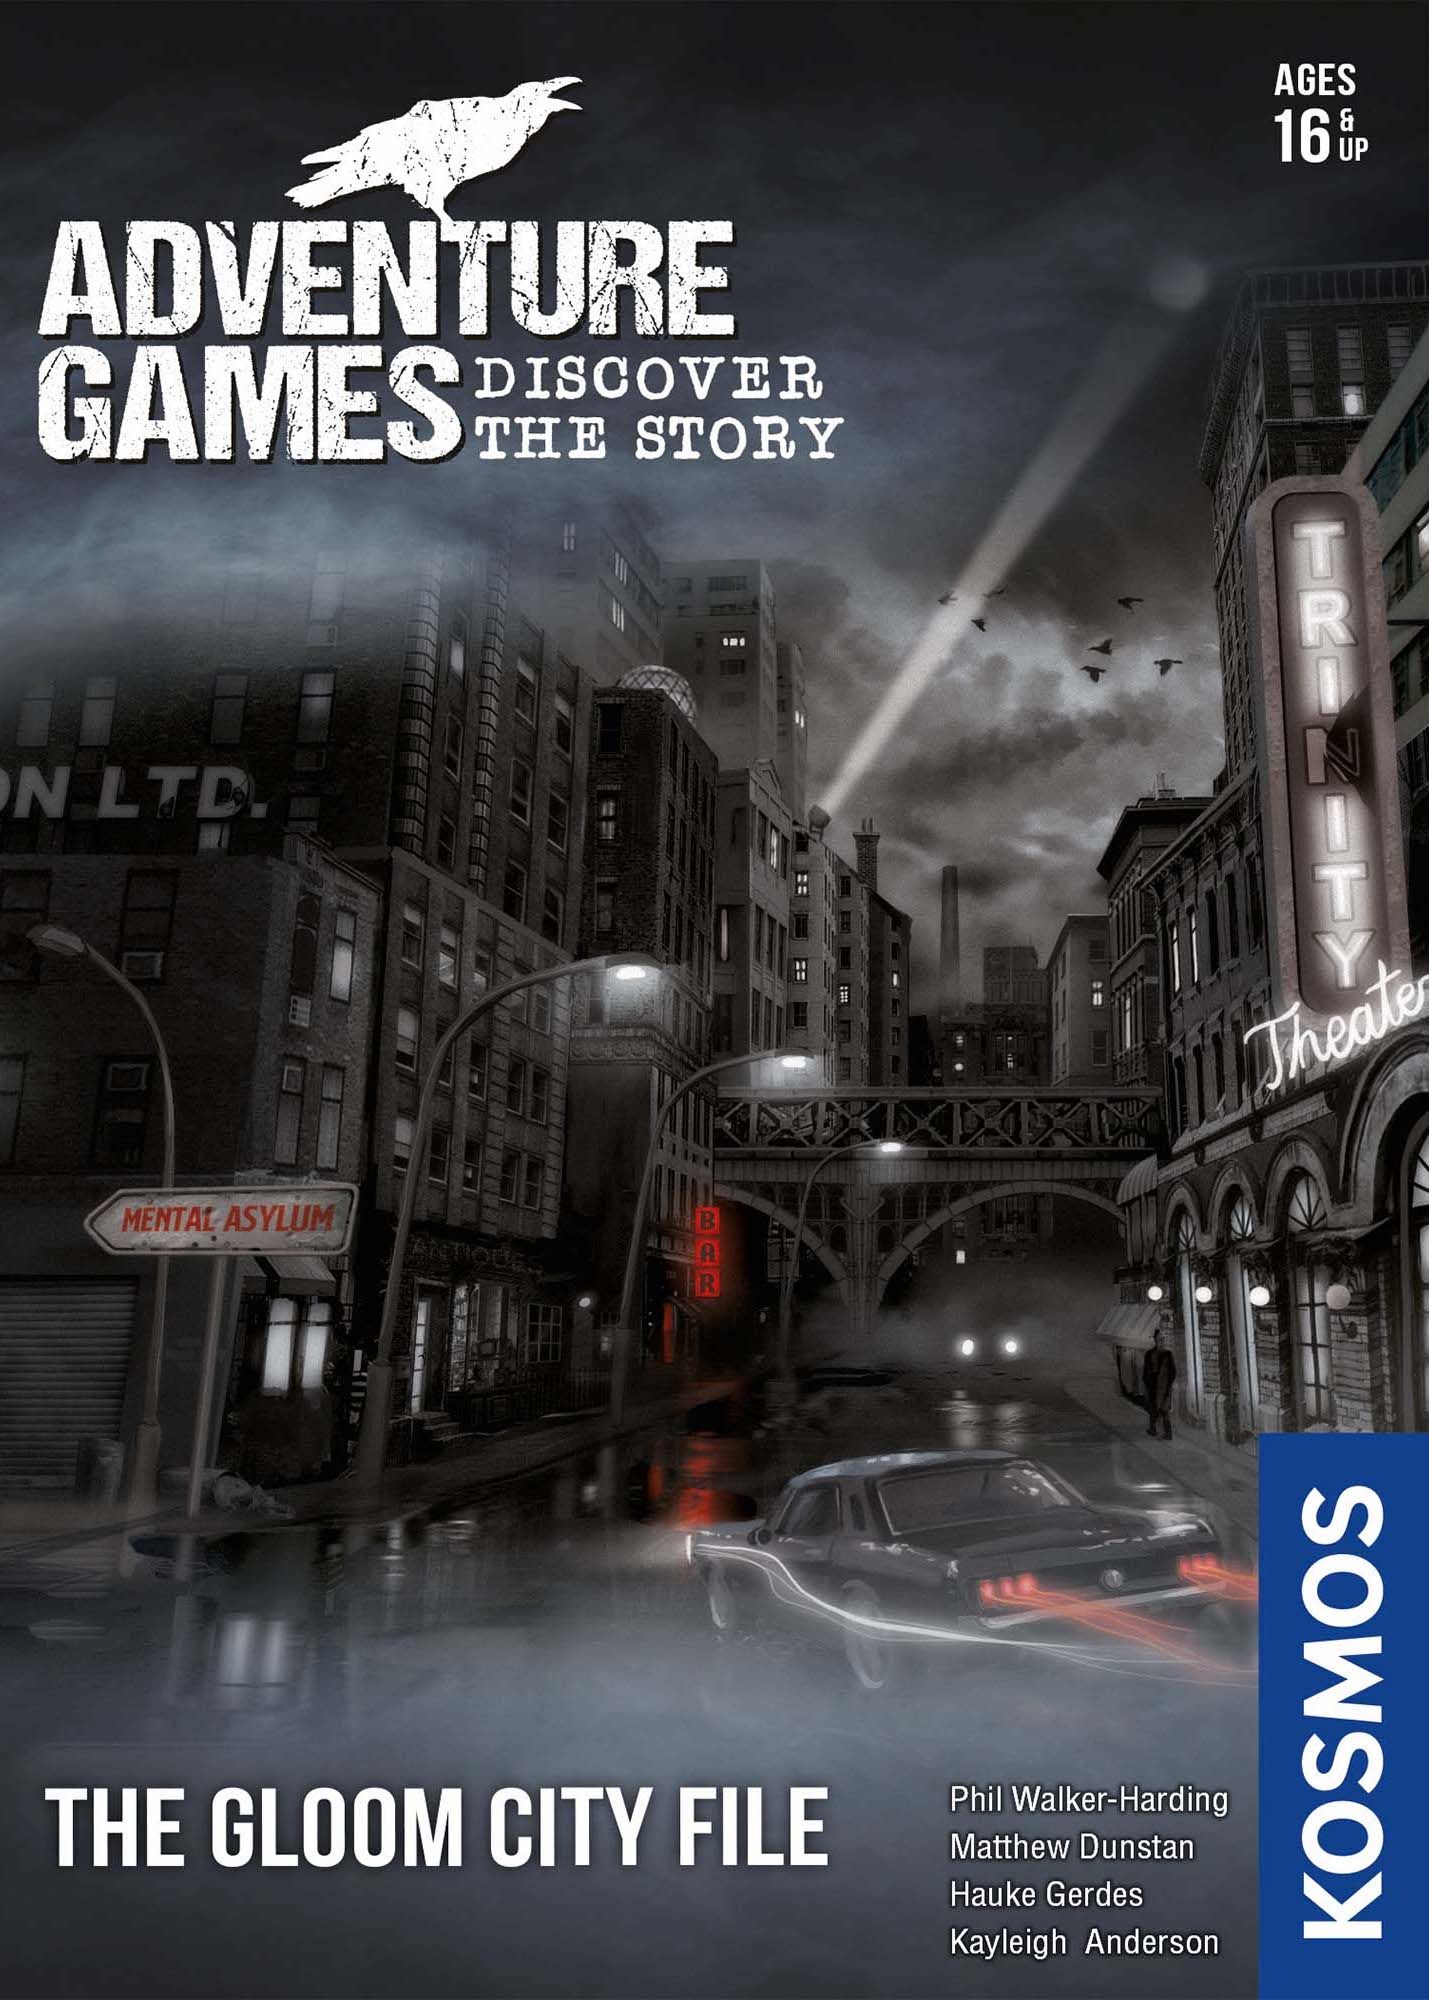 AGES
16 & UP
ADVENTURE
GAMES DISCOVER
THE STORY
TRINITY
Theater
ON LTD.
MENTAL ASYLUM
BAR
KOSMOS
THE GLOOM CITY FILE
Phil Walker-Harding
Matthew Dunstan
Hauke Gerdes
Kayleigh Anderson